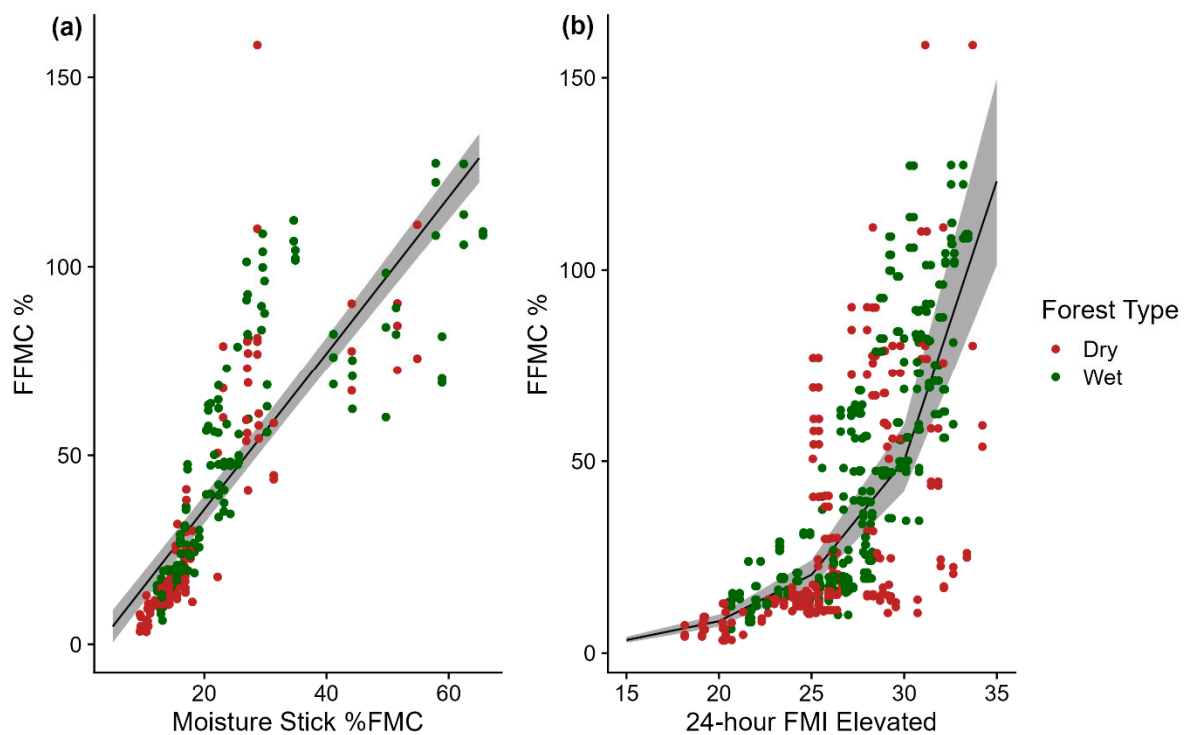 (a)
150
100
50
0
FFMC %
20
40
60
Moisture Stick %FMC
(b)
150
100
50
0
FFMC %
15
20
25
30
35
24-hour FMI Elevated
Forest Type
Dry
Wet